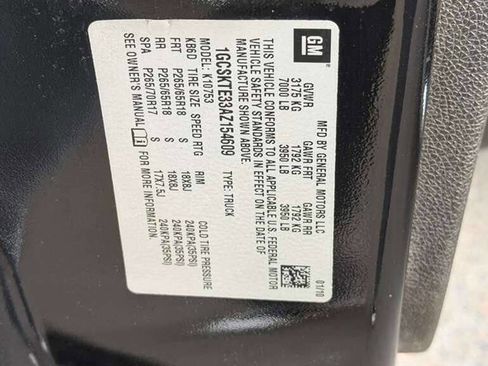 GM
MFD BY GENERAL MOTORS LLC
01/10
GVWR GAWR FRT GAWR RR
3175 KG 1792 KG 1792 KG
7000 LB 3950 LB 3950 LB
THIS VEHICLE CONFORMS TO ALL APPLICABLE U.S. FEDERAL MOTOR
VEHICLE SAFETY STANDARDS IN EFFECT ON THE DATE OF
MANUFACTURE SHOWN ABOVE.
1GCSKTE33AZ154609 TYPE: TRUCK
MODEL: K10753
KB6D TIRE SIZE SPEED RTG RIM COLD TIRE PRESSURE
FRT P265/65R18 S 18X8J 240KPA(35PSI)
RR P265/65R18 S 18X8J 240KPA(35PSI)
SPA P265/70R17 S 17X7.5J 240KPA(35PSI)
SEE OWNER'S MANUAL FOR MORE INFORMATION.